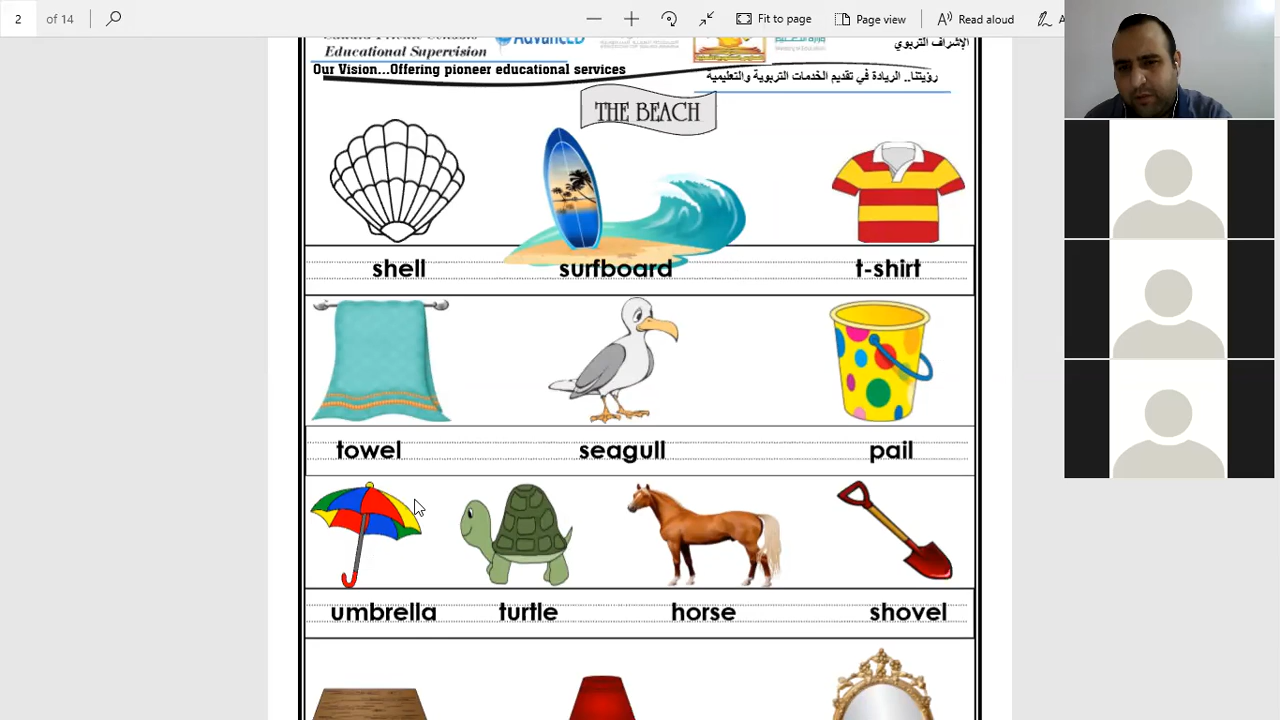 2 of 14 Fit to page Page view Read aloud
Educational Supervision
AdvancED
الإشراف التربوي
Our Vision...Offering pioneer educational services
رؤيتنا.. الريادة في تقديم الخدمات التربوية والتعليمية
THE BEACH
shell surfboard t-shirt
towel seagull pail
umbrella turtle horse shovel